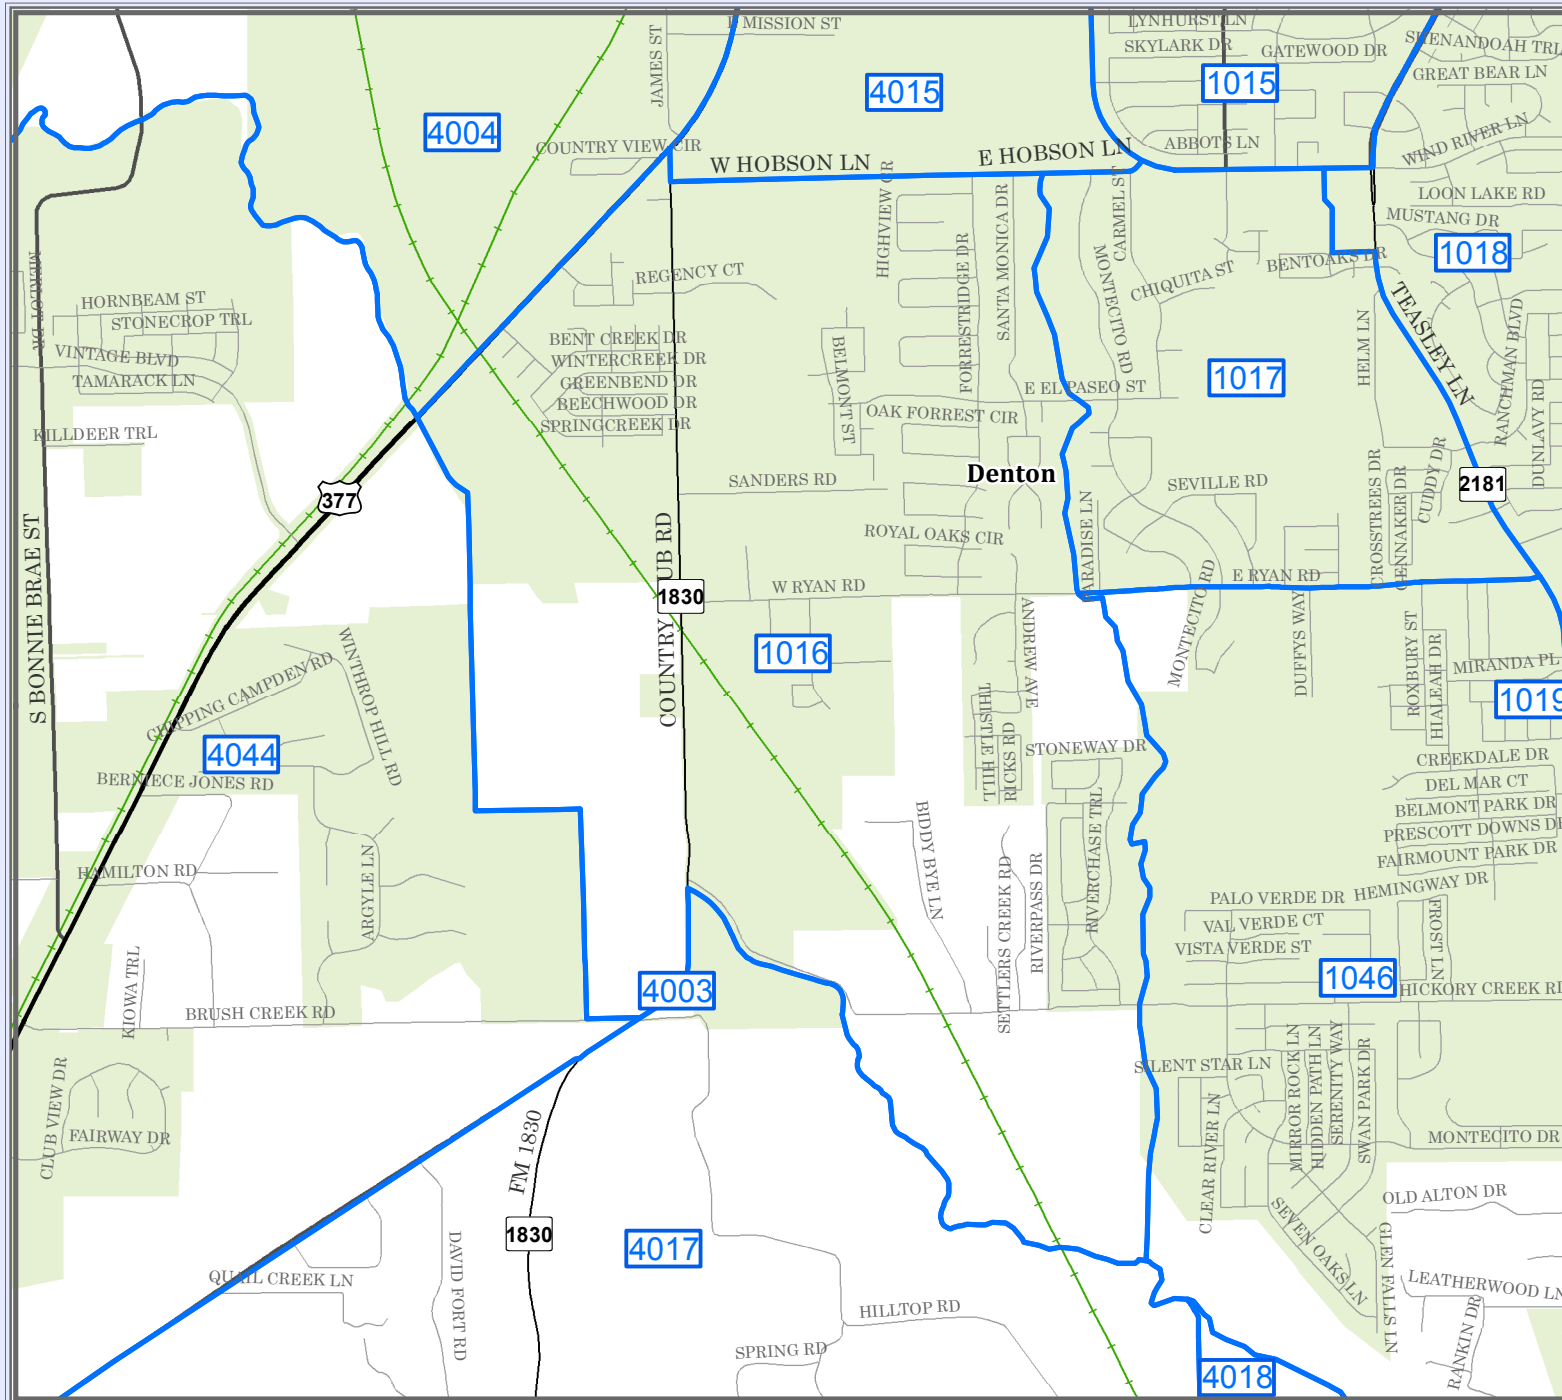 E MISSION ST
LYNHURST LN
SKYLARK DR
GATEWOOD DR
SHENANDOAH TRL
GREAT BEAR LN
JAMES ST
4015
1015
4004
COUNTRY VIEW CIR
ABBOTS LN
WIND RIVER LN
W HOBSON LN
E HOBSON LN
LOON LAKE RD
MUSTANG DR
HIGHVIEW CR
CARMEL ST
SANTA MONICA DR
FORRESTRIDGE DR
MONTECITO RD
1018
BENTOAKS DR
CHIQUITA ST
REGENCY CT
MERLOT DR
HORNBEAM ST
STONECROP TRL
VINTAGE BLVD
TAMARACK LN
BENT CREEK DR
WINTERCREEK DR
GREENBEND DR
BEECHWOOD DR
SPRINGCREEK DR
BELMONT ST
TEASLEY LN
HELM LN
RANCHMAN BLVD
1017
E EL PASEO ST
OAK FORREST CIR
DUNLAVY RD
KILLDEER TRL
CUDDY DR
CROSSTREES DR
GENNAKER DR
Denton
SANDERS RD
SEVILLE RD
2181
377
PARADISE LN
S BONNIE BRAE ST
ROYAL OAKS CIR
E RYAN RD
W RYAN RD
1830
COUNTRY CLUB RD
ANDREW AVE
MONTECITO RD
DUFFYS WAY
ROXBURY ST
HIALEAH DR
MIRANDA PL
1016
WINTHROP HILL RD
CHIPPING CAMPDEN RD
1019
4044
THISTLE HILL
RICKS RD
STONEWAY DR
BERNIECE JONES RD
CREEKDALE DR
DEL MAR CT
BELMONT PARK DR
PRESCOTT DOWNS DR
FAIRMOUNT PARK DR
BIDDY BYE LN
RIVERCHASE TRL
HAMILTON RD
ARGYLE LN
SETTLERS CREEK RD
RIVERPASS DR
PALO VERDE DR
HEMINGWAY DR
VAL VERDE CT
VISTA VERDE ST
FROST LN
KIOWA TRL
1046
4003
HICKORY CREEK RD
BRUSH CREEK RD
CLUB VIEW DR
SILENT STAR LN
MIRROR ROCK LN
HIDDEN PATH LN
SERENITY WAY
SWAN PARK DR
FAIRWAY DR
FM 1830
CLEAR RIVER LN
MONTECITO DR
OLD ALTON DR
1830
4017
SEVEN OAKS LN
GLEN FALLS LN
DAVID FORT RD
QUAIL CREEK LN
LEATHERWOOD LN
HILLTOP RD
RANKIN DR
SPRING RD
4018